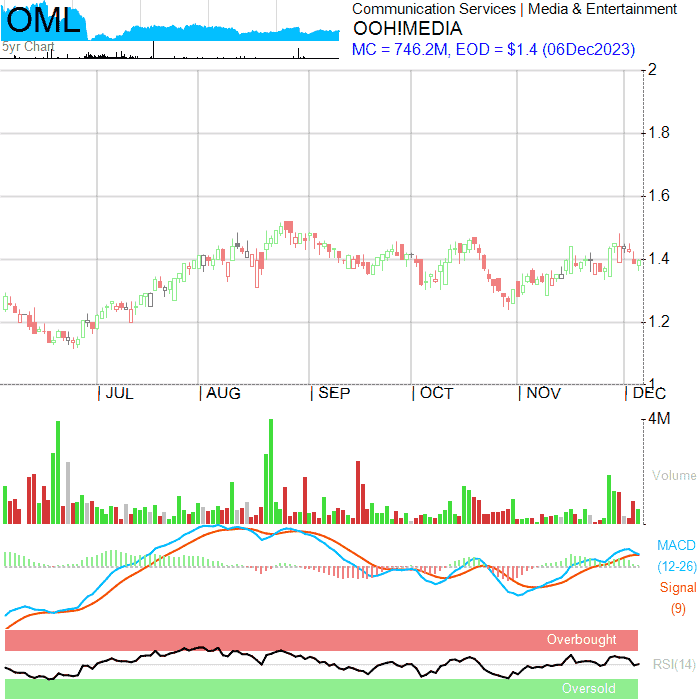 OML
5yr Chart
Communication Services | Media & Entertainment
OOH!MEDIA
MC = 746.2M, EOD = $1.4 (06Dec2023)
2
1.8
1.6
1.4
1.2
1
| JUL | AUG | SEP | OCT | NOV | DEC
4M
Volume
MACD
(12-26)
Signal
(9)
Overbought
RSI(14)
Oversold